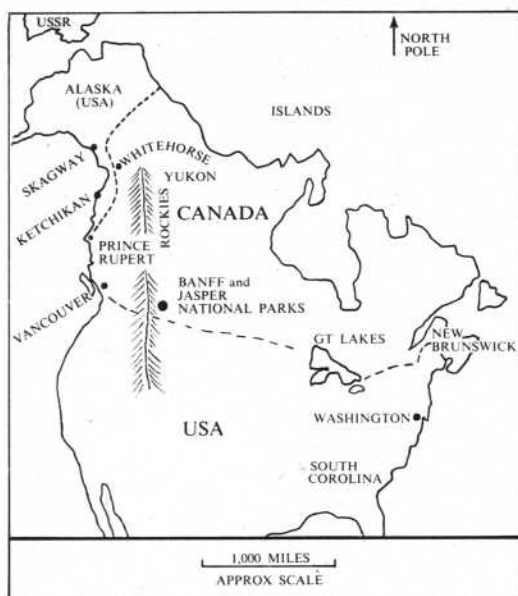 USSR
NORTH
POLE
ALASKA
(USA)
ISLANDS
SKAGWAY
WHITEHORSE
YUKON
KETCHIKAN
ROCKIES
CANADA
PRINCE
RUPERT
BANFF and
JASPER
NATIONAL PARKS
VANCOUVER
GT LAKES
NEW
BRUNSWICK
WASHINGTON
USA
SOUTH
COROLINA
1,000 MILES
APPROX SCALE